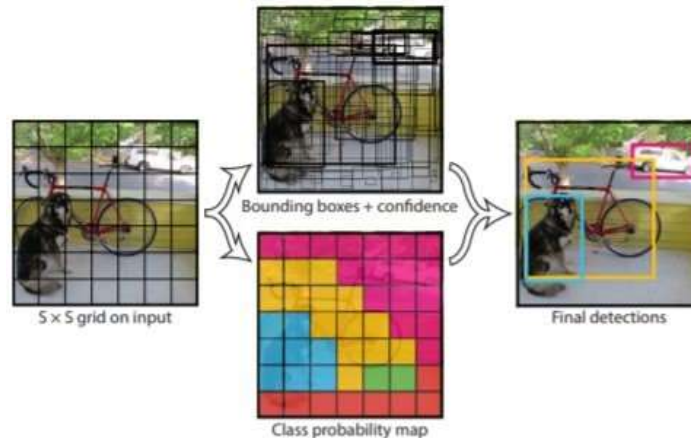 Bounding boxes + confidence
S × S grid on input
Final detections
Class probability map